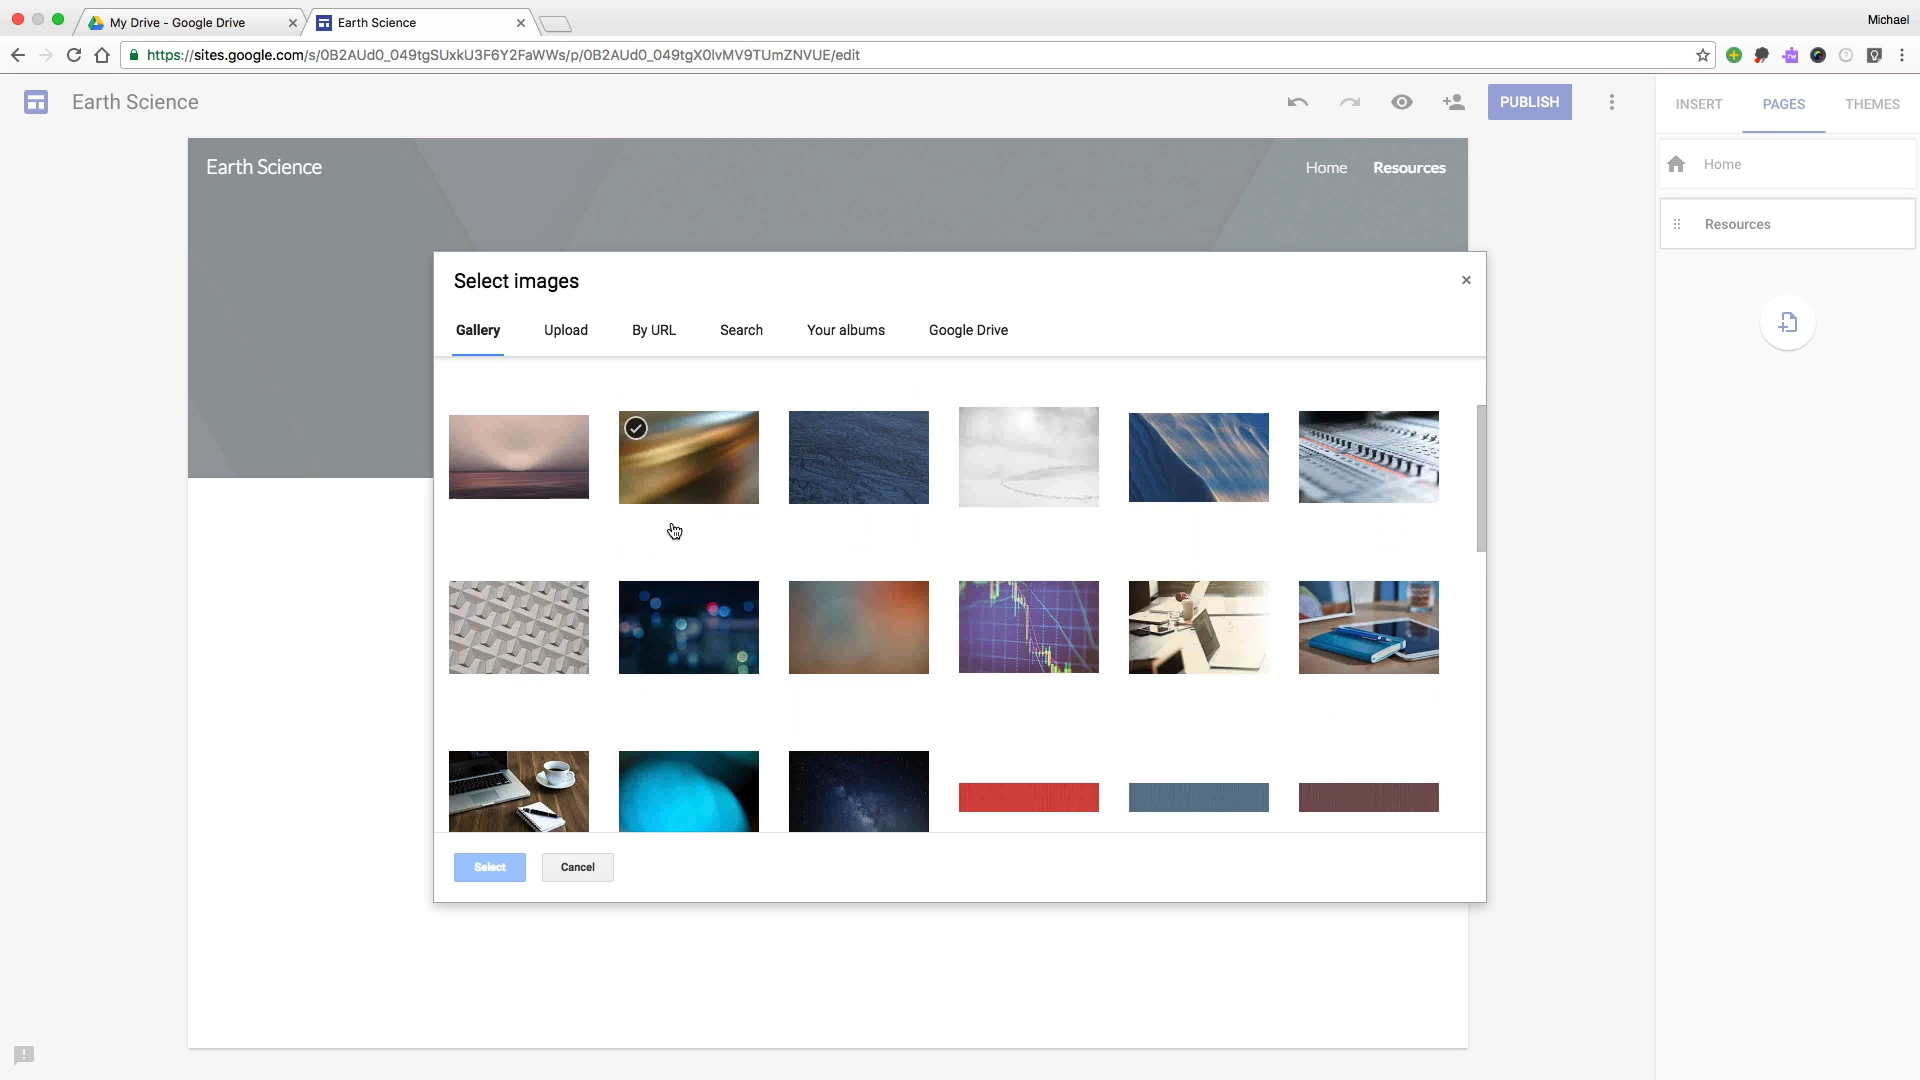 My Drive - Google Drive
Earth Science
Michael
https://sites.google.com/s/0B2AUd0_049tgSUxkU3F6Y2FaWWs/p/0B2AUd0_049tgX0lvMV9TUmZNVUE/edit
Earth Science
PUBLISH
INSERT
PAGES
THEMES
Earth Science
Home
Resources
Home
Resources
Select images
Gallery
Upload
By URL
Search
Your albums
Google Drive
Select
Cancel